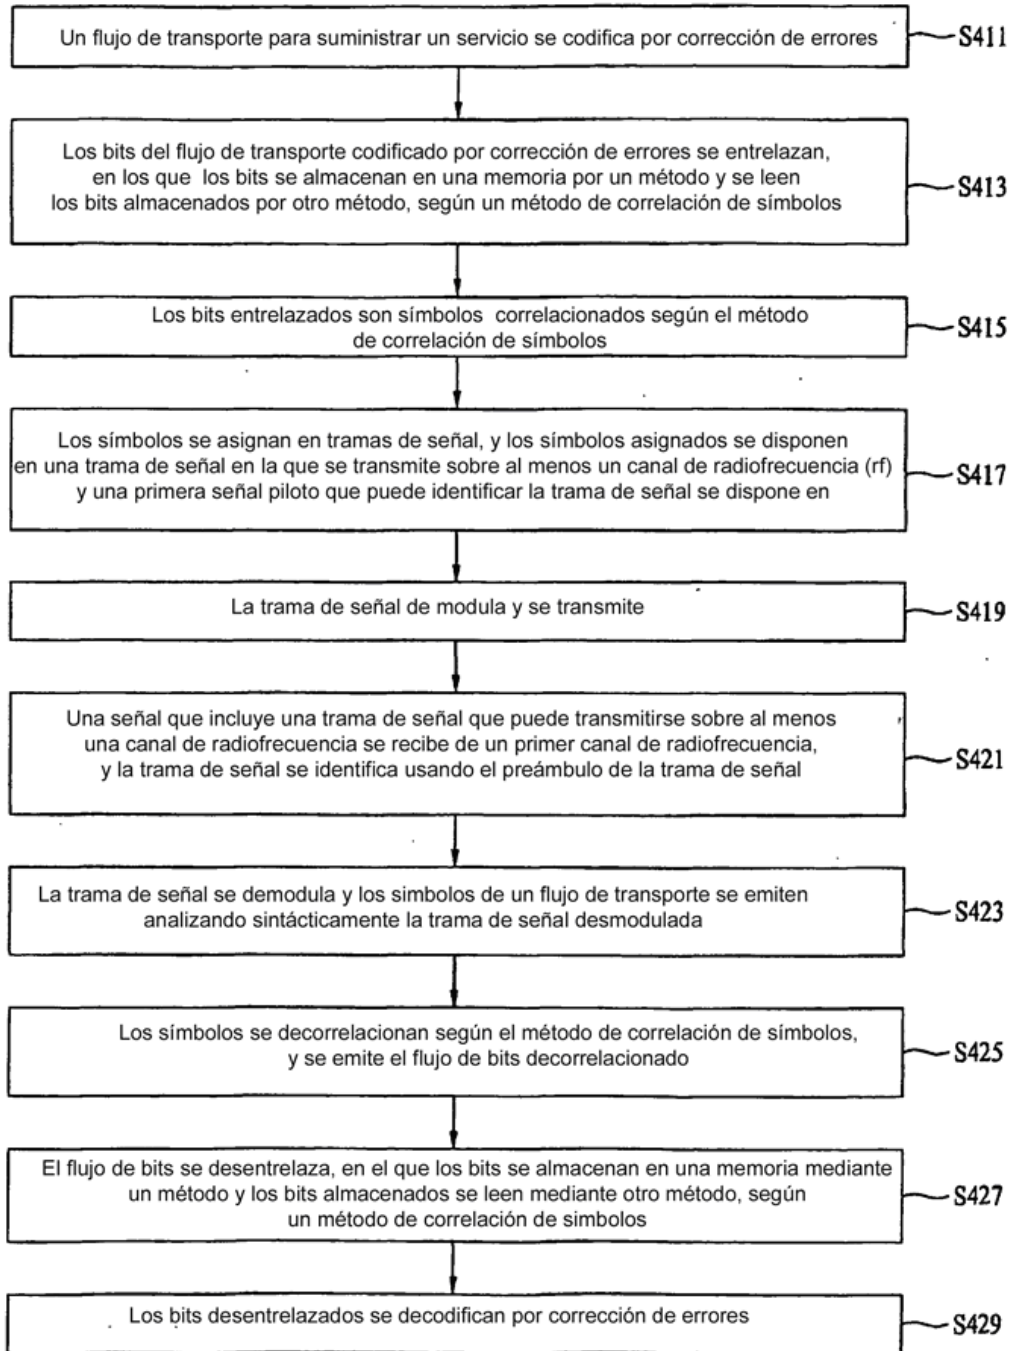 Un flujo de transporte para suministrar un servicio se codifica por corrección de errores
S411
Los bits del flujo de transporte codificado por corrección de errores se entrelazan,
en los que los bits se almacenan en una memoria por un método y se leen
los bits almacenados por otro método, según un método de correlación de símbolos
S413
Los bits entrelazados son símbolos correlacionados según el método
de correlación de símbolos
S415
Los símbolos se asignan en tramas de señal, y los símbolos asignados se disponen
en una trama de señal en la que se transmite sobre al menos un canal de radiofrecuencia (rf)
y una primera señal piloto que puede identificar la trama de señal se dispone en
S417
La trama de señal de modula y se transmite
S419
Una señal que incluye una trama de señal que puede transmitirse sobre al menos
una canal de radiofrecuencia se recibe de un primer canal de radiofrecuencia,
y la trama de señal se identifica usando el preámbulo de la trama de señal
S421
La trama de señal se demodula y los simbolos de un flujo de transporte se emiten
analizando sintácticamente la trama de señal desmodulada
S423
Los símbolos se decorrelacionan según el método de correlación de símbolos,
y se emite el flujo de bits decorrelacionado
S425
El flujo de bits se desentrelaza, en el que los bits se almacenan en una memoria mediante
un método y los bits almacenados se leen mediante otro método, según
un método de correlación de simbolos
S427
Los bits desentrelazados se decodifican por corrección de errores
S429